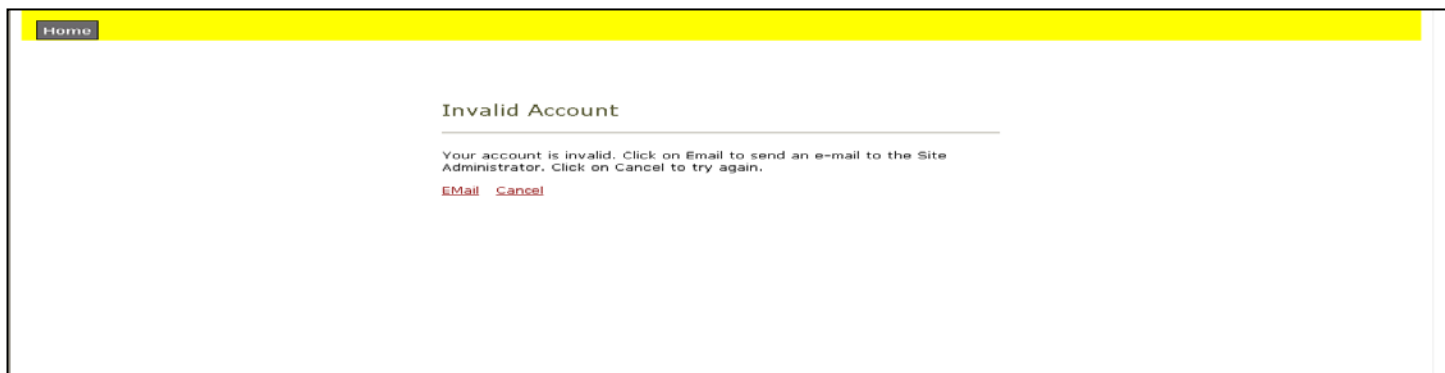 Home
Invalid Account
Your account is invalid. Click on Email to send an e-mail to the Site
Administrator. Click on Cancel to try again.
EMail Cancel